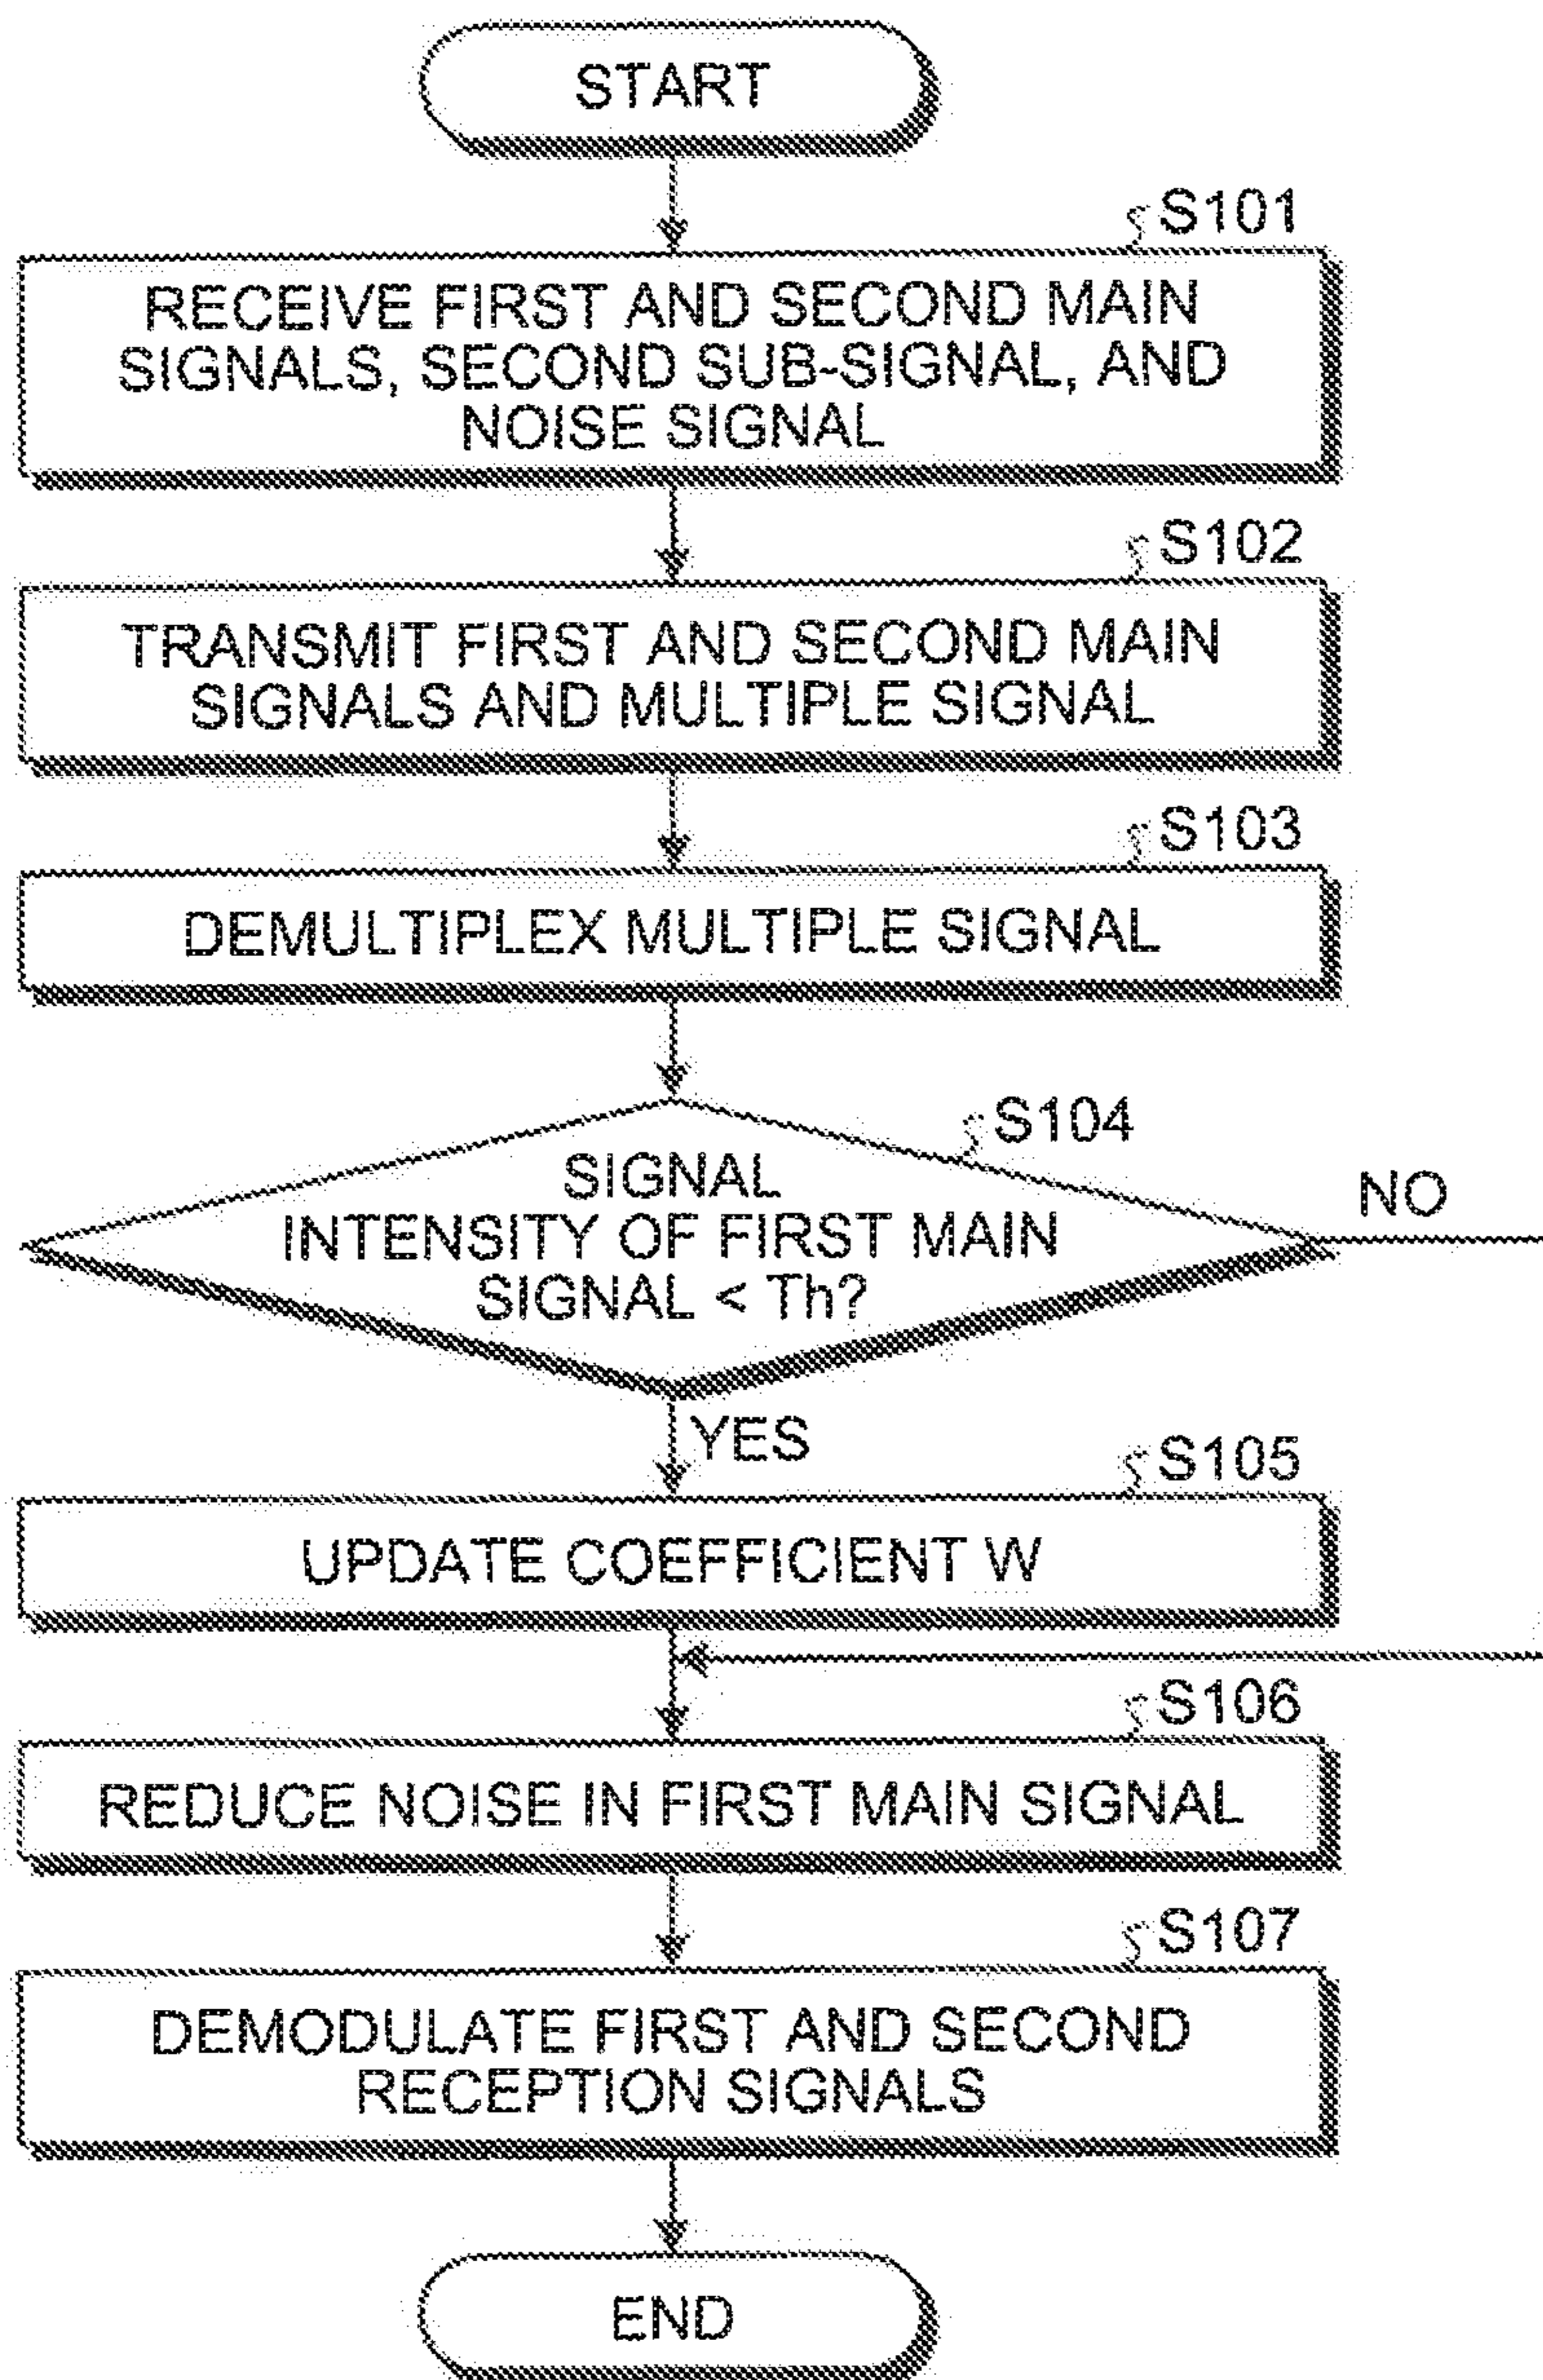 START
S101
RECEIVE FIRST AND SECOND MAIN
SIGNALS, SECOND SUB-SIGNAL, AND
NOISE SIGNAL
S102
TRANSMIT FIRST AND SECOND MAIN
SIGNALS AND MULTIPLE SIGNAL
S103
DEMULTIPLEX MULTIPLE SIGNAL
S104
SIGNAL
INTENSITY OF FIRST MAIN
SIGNAL < Th?
NO
YES
S105
UPDATE COEFFICIENT W
S106
REDUCE NOISE IN FIRST MAIN SIGNAL
S107
DEMODULATE FIRST AND SECOND
RECEPTION SIGNALS
END